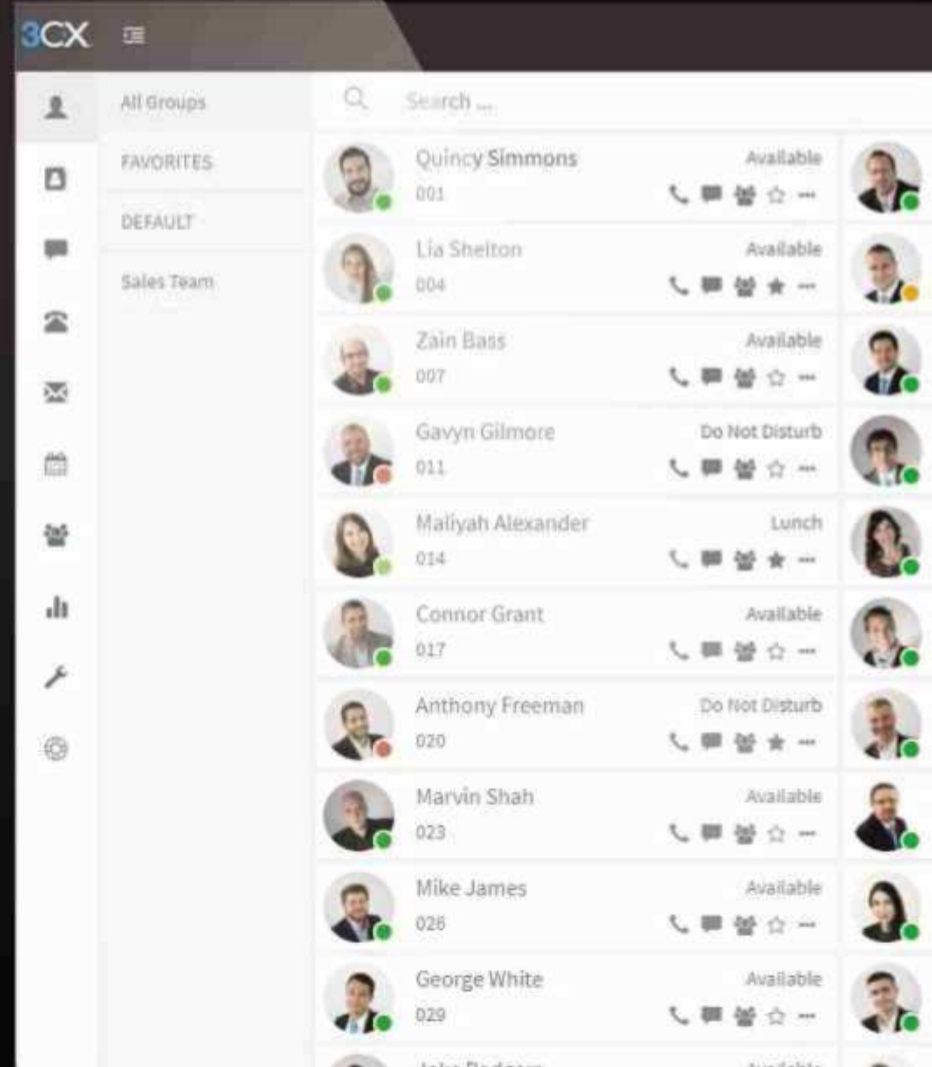 3CX
All Groups
FAVORITES
DEFAULT
Sales Team
Search ...
Quincy Simmons
Available
001
Lia Shelton
Available
004
Zain Bass
Available
007
Gavyn Gilmore
Do Not Disturb
011
Maliyah Alexander
Lunch
014
Connor Grant
Available
017
Anthony Freeman
Do Not Disturb
020
Marvin Shah
Available
023
Mike James
Available
026
George White
Available
029
Available